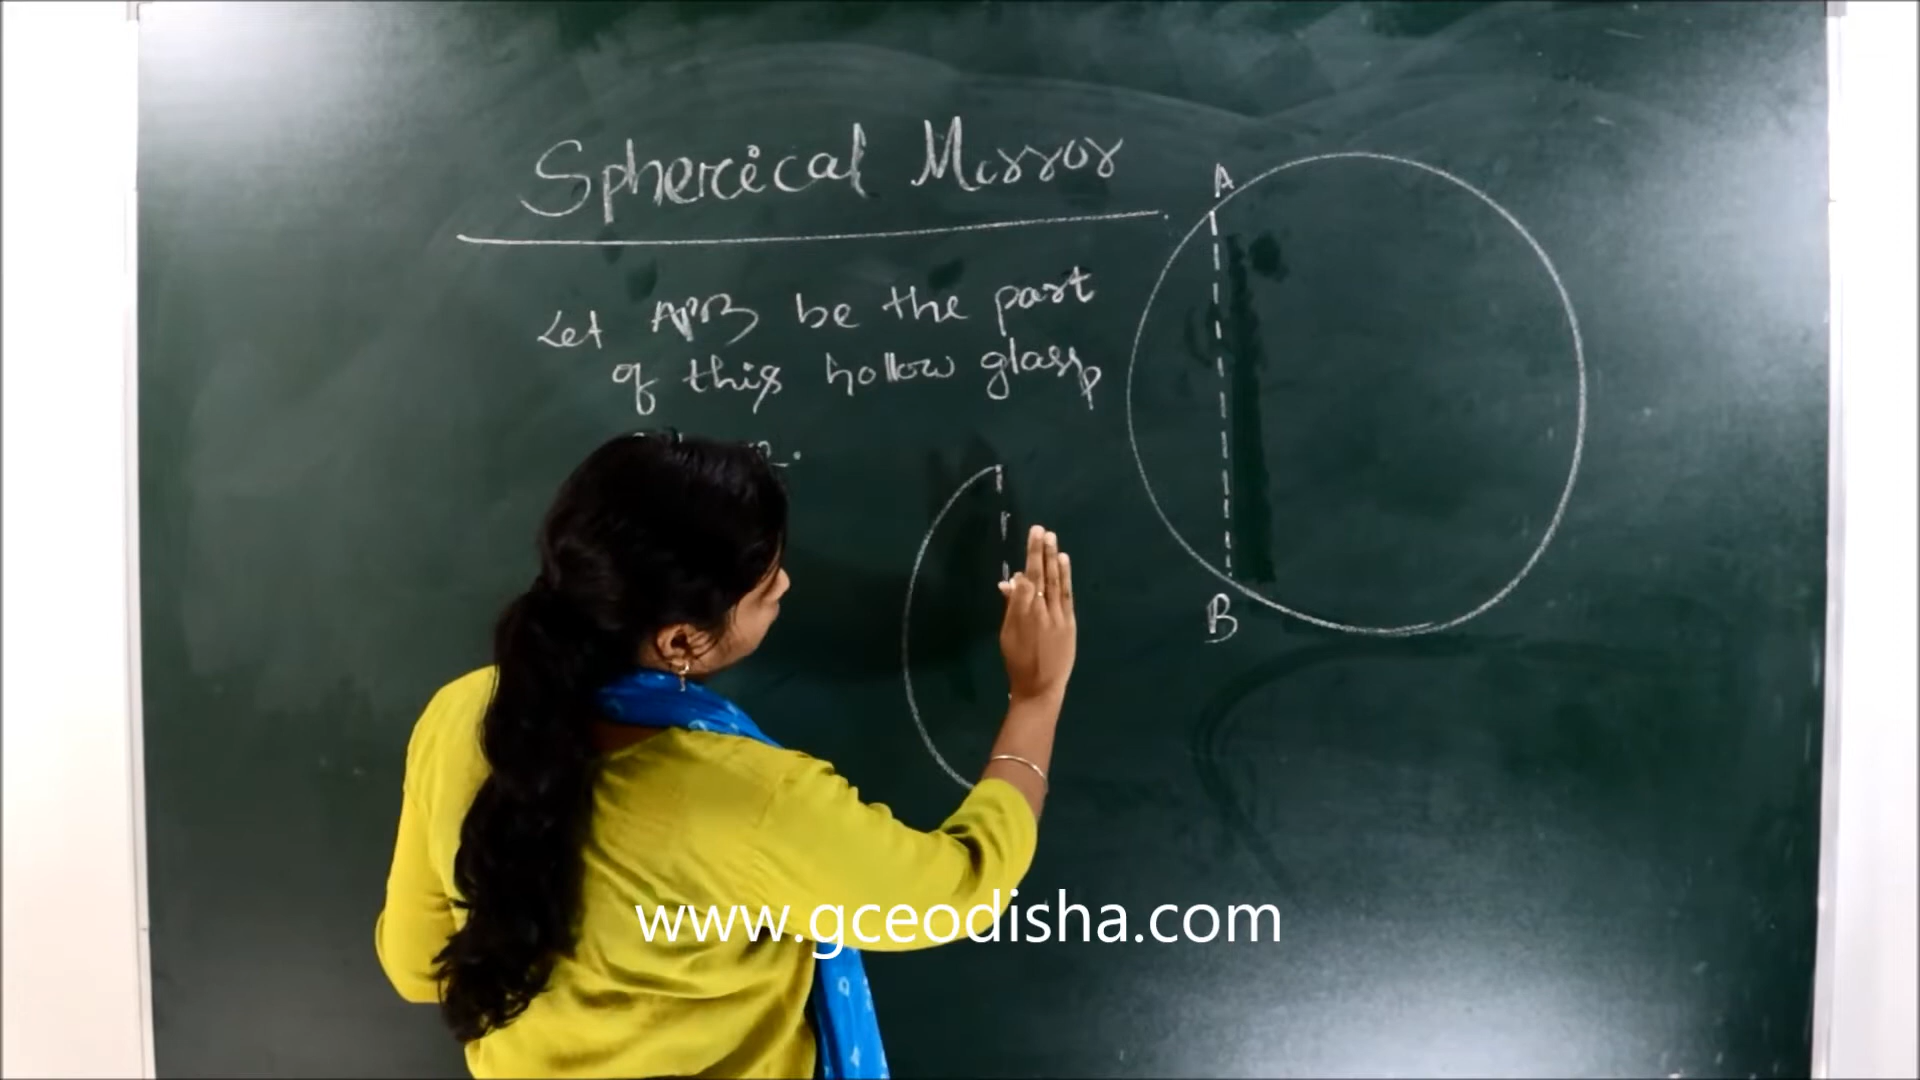 Spherical Mirror
Let APB be the part
of this hollow glass
A
B
www.gceodisha.com